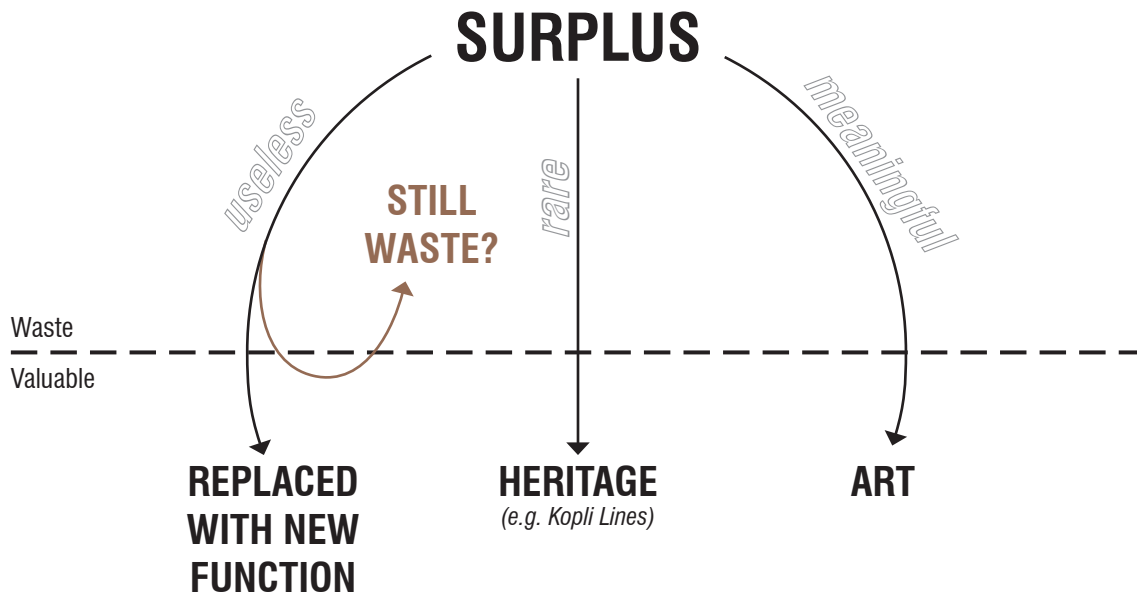 SURPLUS
useless
rare
meaningful
STILL
WASTE?
Waste
Valuable
REPLACED
WITH NEW
FUNCTION
HERITAGE
(e.g. Kopli Lines)
ART